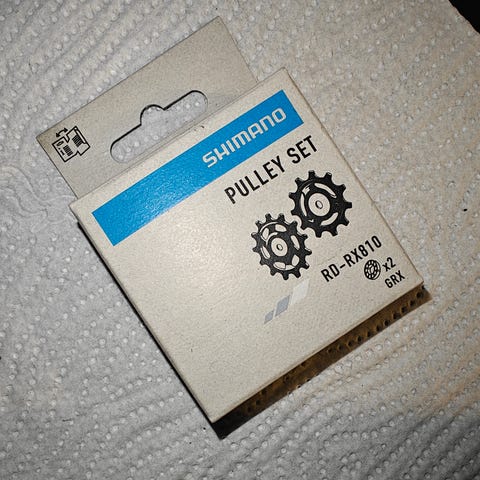 SHIMANO
PULLEY SET
RD-RX810
x2
GRX